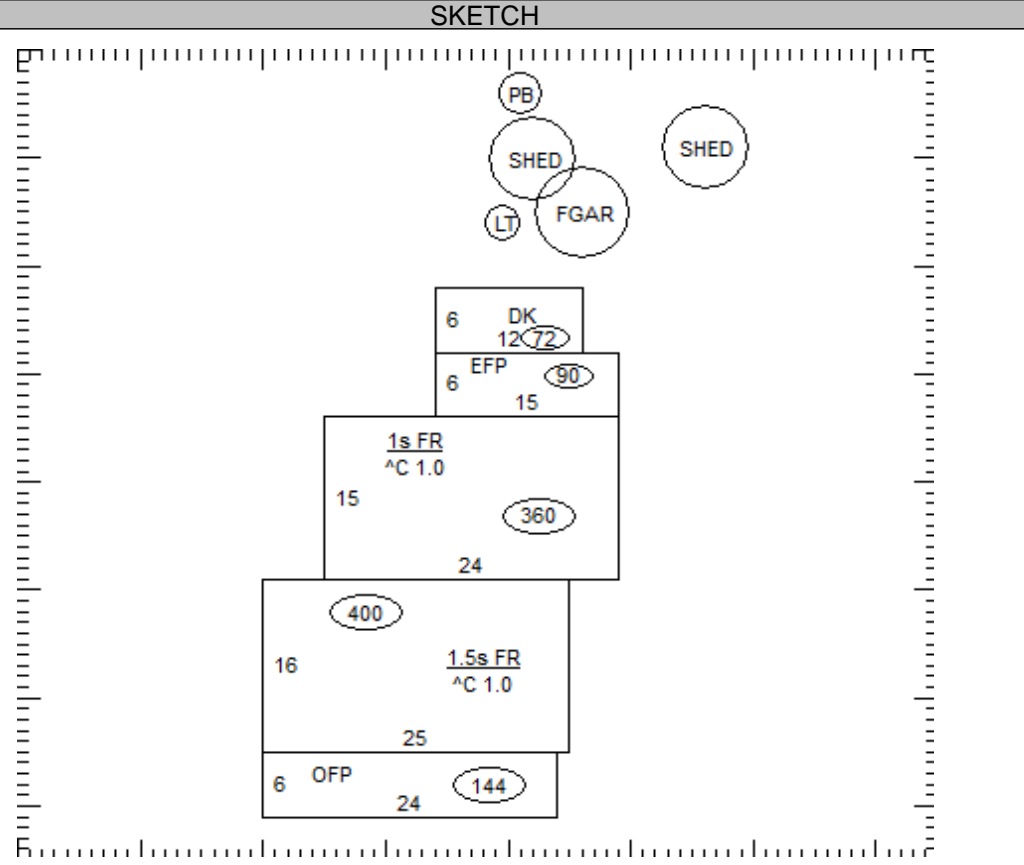 SKETCH
PB
SHED
SHED
FGAR
LT
DK
6
12 72
EFP
90
6
15
1s FR
^C 1.0
15
360
24
400
1.5s FR
16
^C 1.0
25
OFP
6
144
24